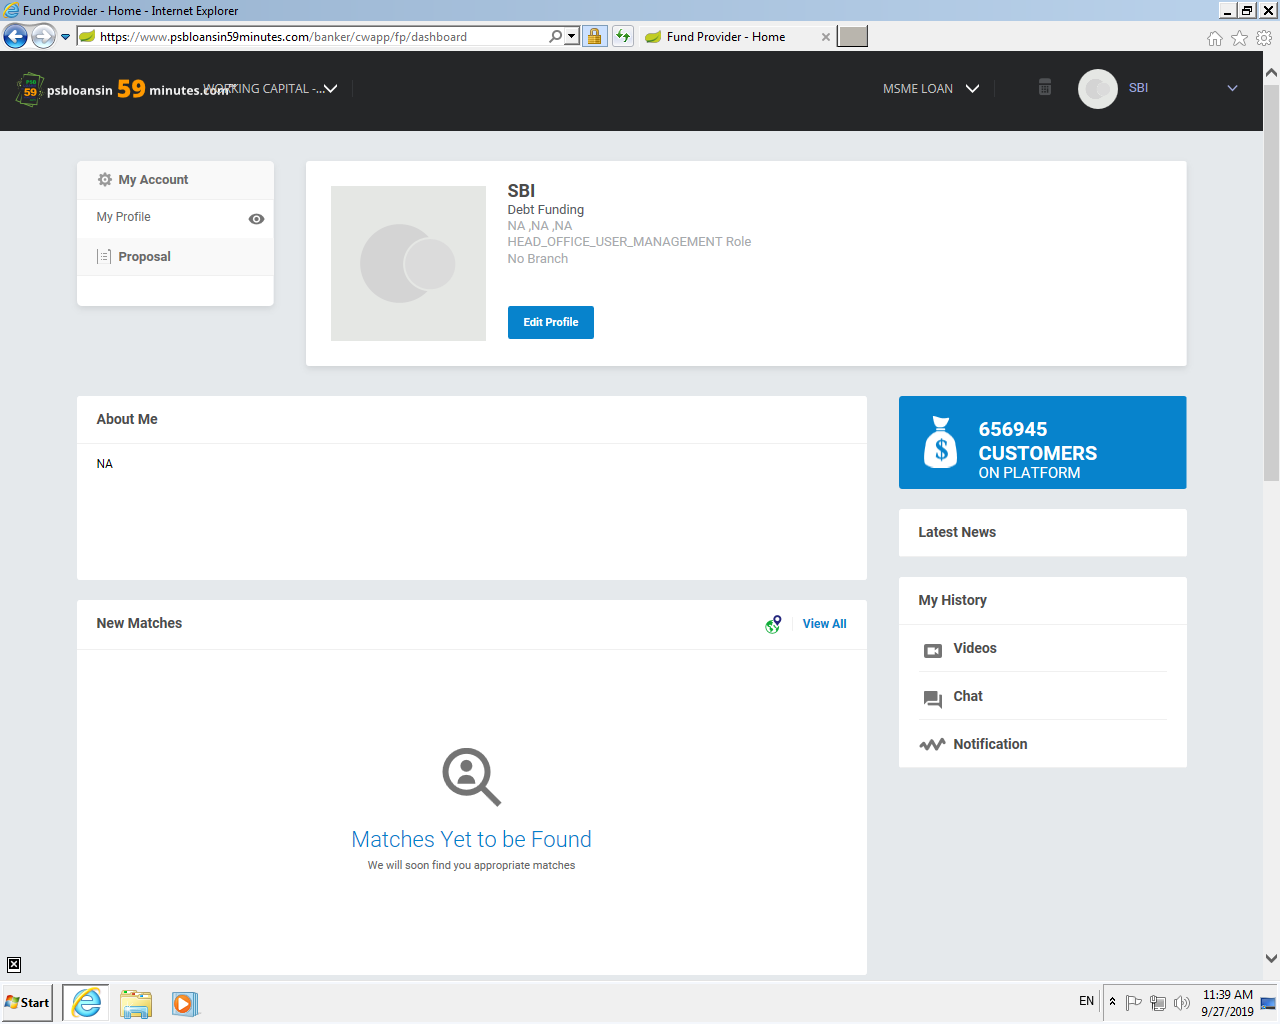 Fund Provider - Home - Internet Explorer
https://www.psbloansin59minutes.com/banker/cwapp/fp/dashboard
Fund Provider - Home
PSB
59
psbloansin 59 minutes.com
WORKING CAPITAL -...
MSME LOAN
SBI
My Account
My Profile
Proposal
SBI
Debt Funding
NA ,NA ,NA
HEAD_OFFICE_USER_MANAGEMENT Role
No Branch
Edit Profile
About Me
NA
656945
CUSTOMERS
ON PLATFORM
Latest News
My History
Videos
Chat
Notification
New Matches
View All
Matches Yet to be Found
We will soon find you appropriate matches
Start
EN
11:39 AM
9/27/2019